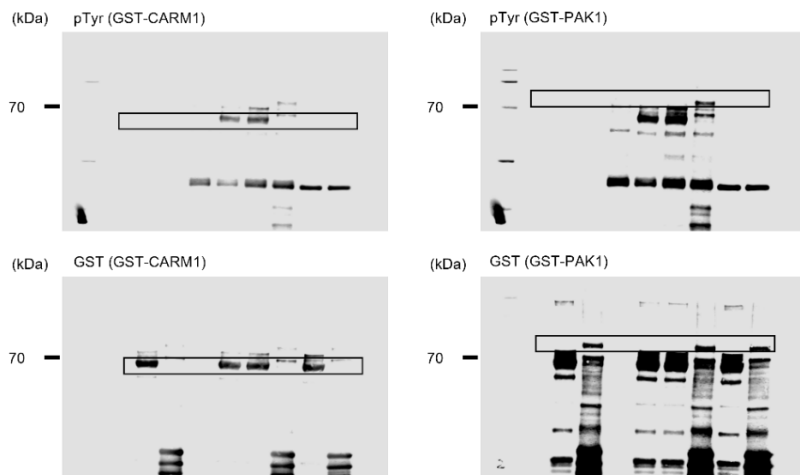 (kDa) pTyr (GST-CARM1)
70
(kDa) pTyr (GST-PAK1)
70
(kDa) GST (GST-CARM1)
70
(kDa) GST (GST-PAK1)
70
2